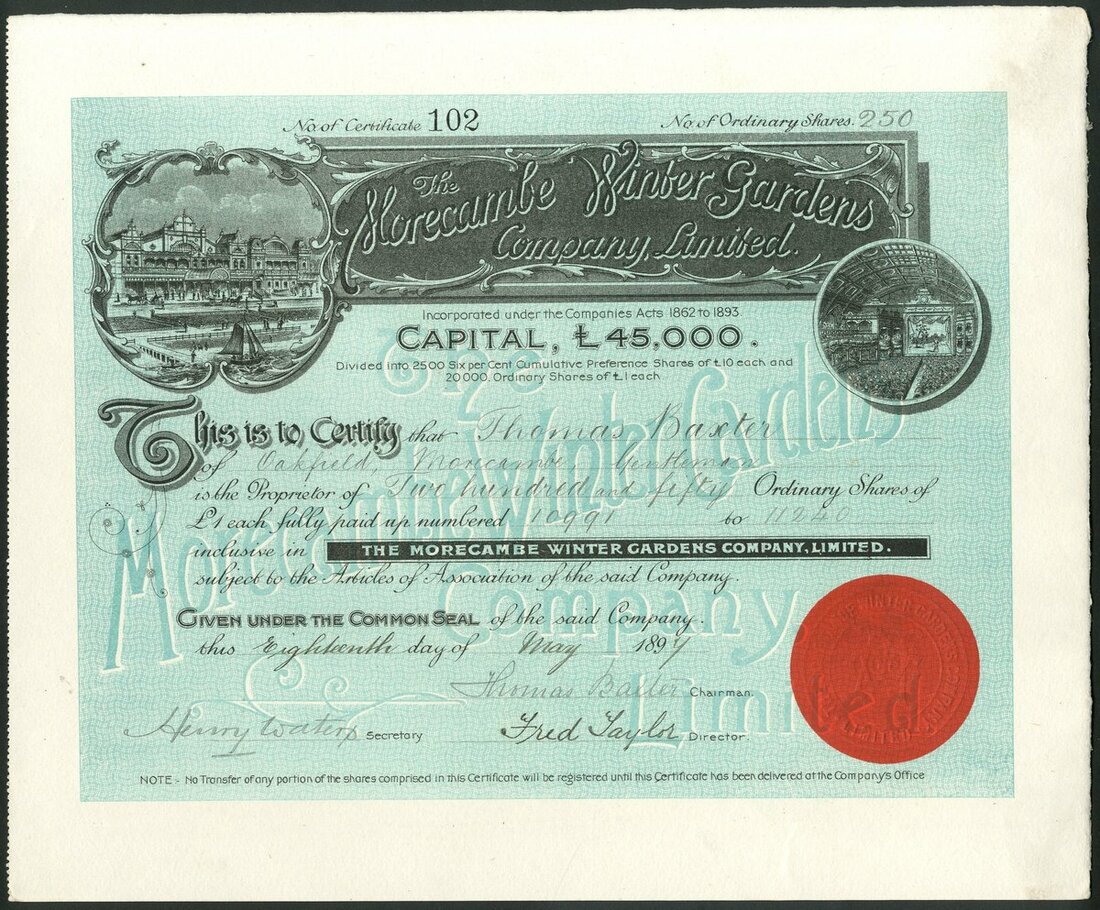 No. of Certificate 102
No. of Ordinary Shares. 250
The
Morecambe Winter Gardens
Company, Limited.
Incorporated under the Companies Acts 1862 to 1893
CAPITAL, £45,000.
Divided into 2500 Six per Cent Cumulative Preference Shares of £10 each and
20000. Ordinary Shares of £1 each
This is to Certify that Thomas Baxter
of Oakfield, Morecambe, Gentleman
is the Proprietor of Two hundred and fifty Ordinary Shares of
£1 each fully paid up numbered 10991 to 11240
inclusive in THE MORECAMBE WINTER GARDENS COMPANY, LIMITED.
subject to the Articles of Association of the said Company.
GIVEN UNDER THE COMMON SEAL of the said Company.
this Eighteenth day of May 1897
Thomas Baxter Chairman.
Henry Secretary
Fred Taylor Director.
NOTE - No Transfer of any portion of the shares comprised in this Certificate will be registered until this Certificate has been delivered at the Company's Office
The
Morecambe Winter Gardens
Company
Limited